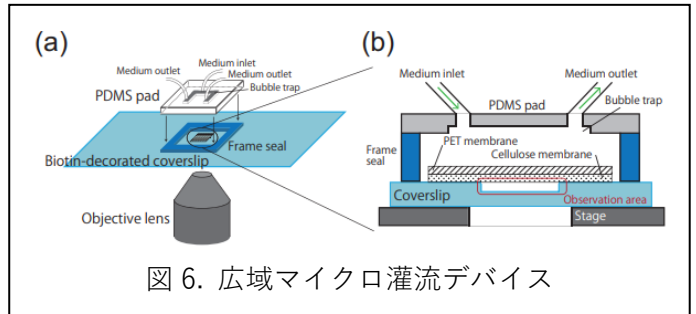 (a)
Medium outlet
Medium inlet
Medium outlet
Bubble trap
PDMS pad
Frame seal
Biotin-decorated coverslip
Objective lens
(b)
Medium inlet
Medium outlet
PDMS pad
Bubble trap
Frame
seal
PET membrane
Cellulose membrane
Coverslip
Observation area
Stage
図 6. 広域マイクロ灌流デバイス